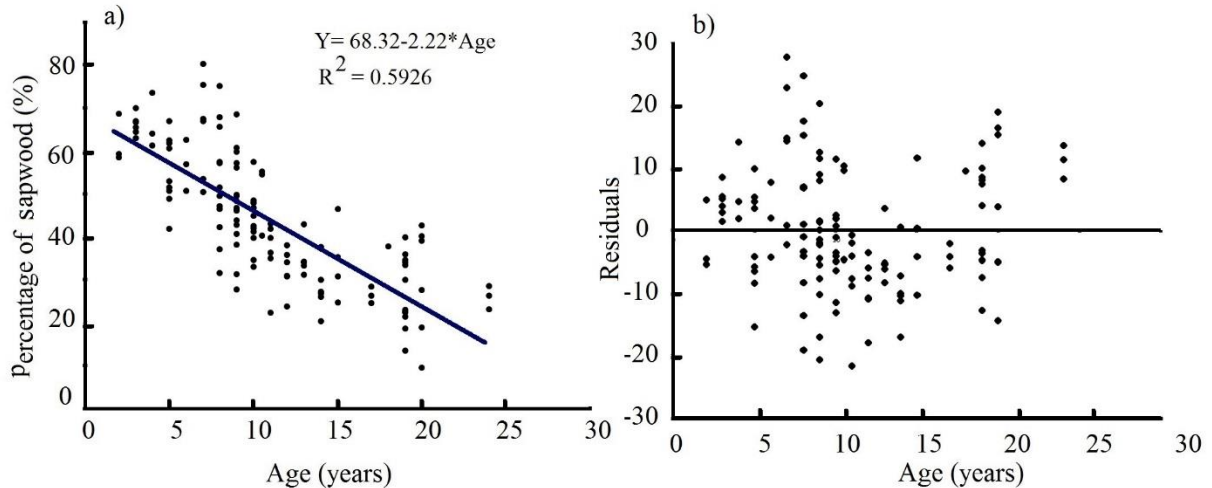 a)
Y= 68.32-2.22*Age
R2 = 0.5926
percentage of sapwood (%)
80
60
40
20
0
0 5 10 15 20 25 30
Age (years)
b)
Residuals
30
20
10
0
-10
-20
-30
0 5 10 15 20 25 30
Age (years)